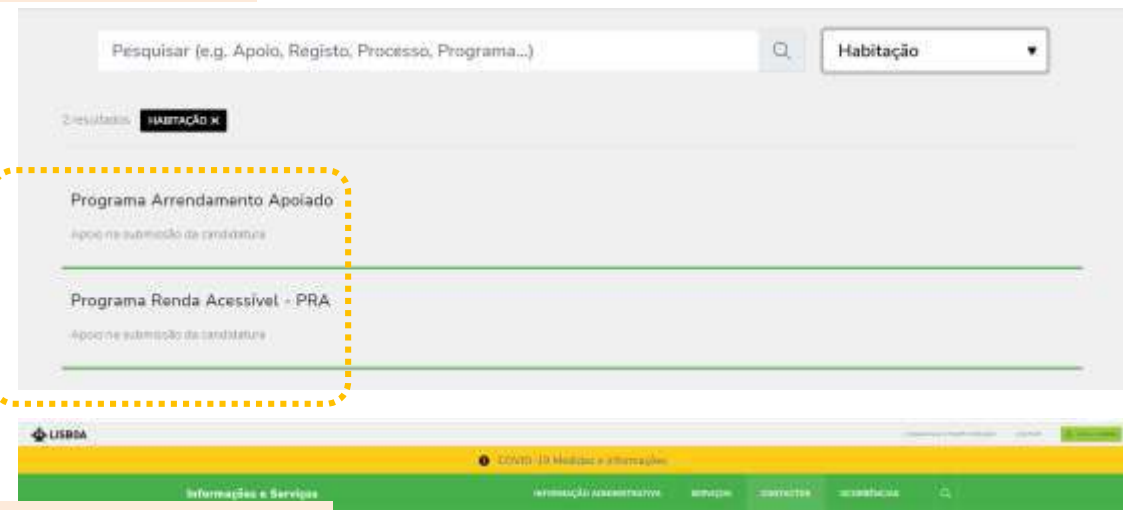 Pesquisar (e.g. Apoio, Registo, Processo, Programa...)
Habitação
2 resultados HABITAÇÃO ×
Programa Arrendamento Apoiado
Apoio na submissão da candidatura
Programa Renda Acessível - PRA
Apoio na submissão da candidatura
LISBOA
COVID-19 Medidas e informações
Informações e Serviços
INFORMAÇÃO ADMINISTRATIVA SERVIÇOS CONTACTOS OCORRÊNCIAS